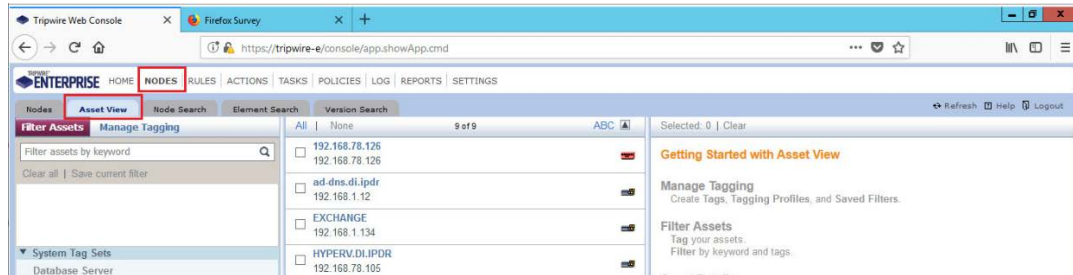 Tripwire Web Console
Firefox Survey
https://tripwire-e/console/app.showApp.cmd
TRIPWIRE ENTERPRISE HOME NODES RULES ACTIONS TASKS POLICIES LOG REPORTS SETTINGS
Nodes Asset View Node Search Element Search Version Search Refresh Help Logout
Filter Assets Manage Tagging
Filter assets by keyword
Clear all | Save current filter
System Tag Sets
Database Server
All | None 9 of 9 ABC
192.168.78.126
192.168.78.126
ad-dns.di.ipdr
192.168.1.12
EXCHANGE
192.168.1.134
HYPERV.DI.IPDR
192.168.78.105
Selected: 0 | Clear
Getting Started with Asset View
Manage Tagging
Create Tags, Tagging Profiles, and Saved Filters.
Filter Assets
Tag your assets.
Filter by keyword and tags.